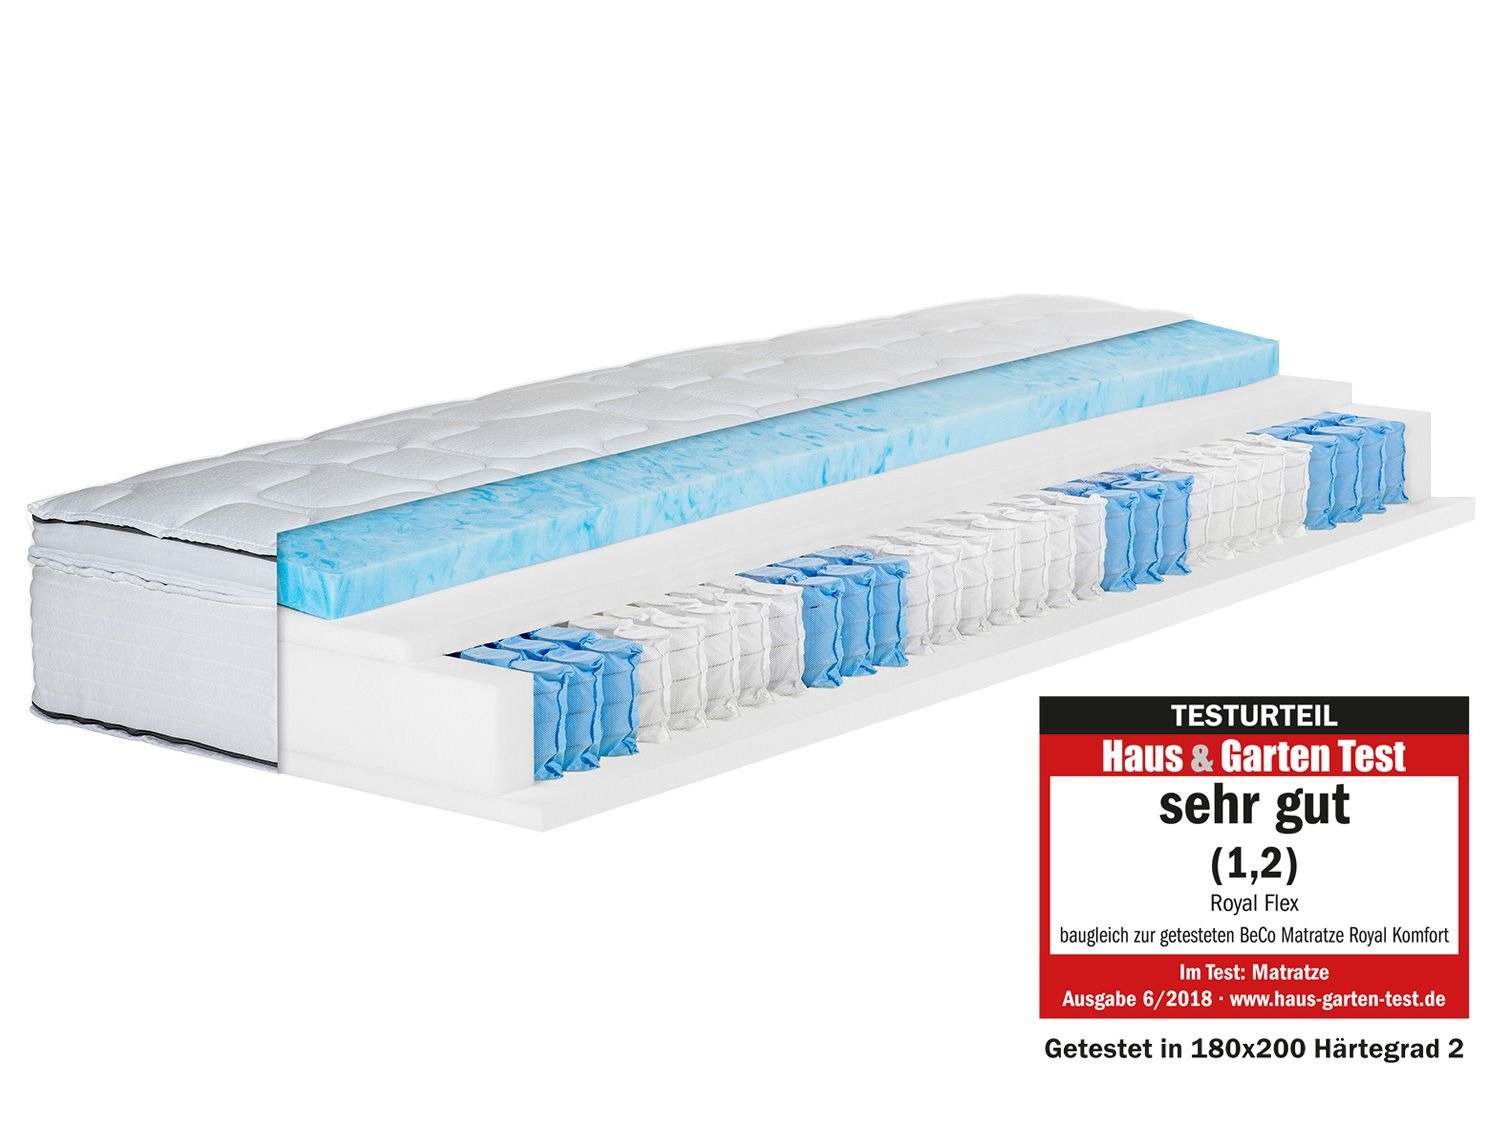 TESTURTEIL
Haus & Garten Test
sehr gut
(1,2)
Royal Flex
baugleich zur getesteten BeCo Matratze Royal Komfort
Im Test: Matratze
Ausgabe 6/2018 · www.haus-garten-test.de
Getestet in 180x200 Härtegrad 2